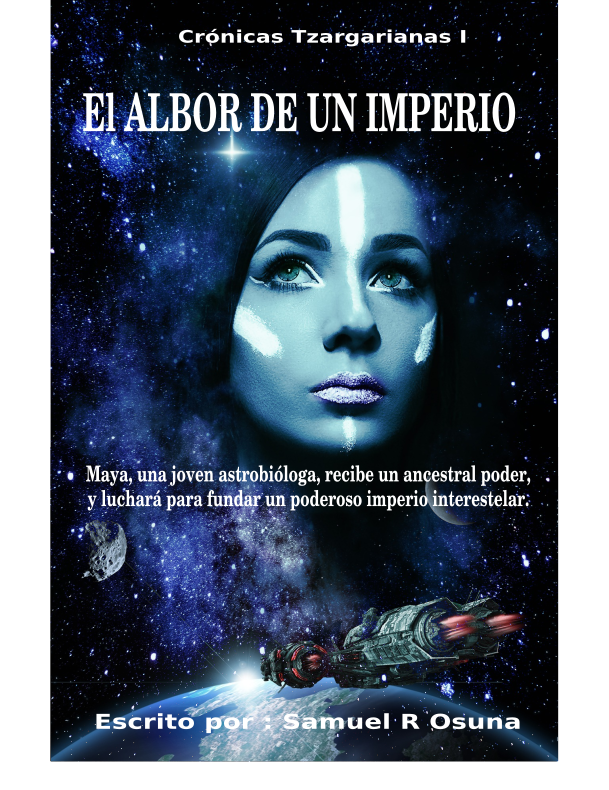 Crónicas Tzargarianas I
El ALBOR DE UN IMPERIO
Maya, una joven astrobióloga, recibe un ancestral poder,
y luchará para fundar un poderoso imperio interestelar.
Escrito por : Samuel R Osuna